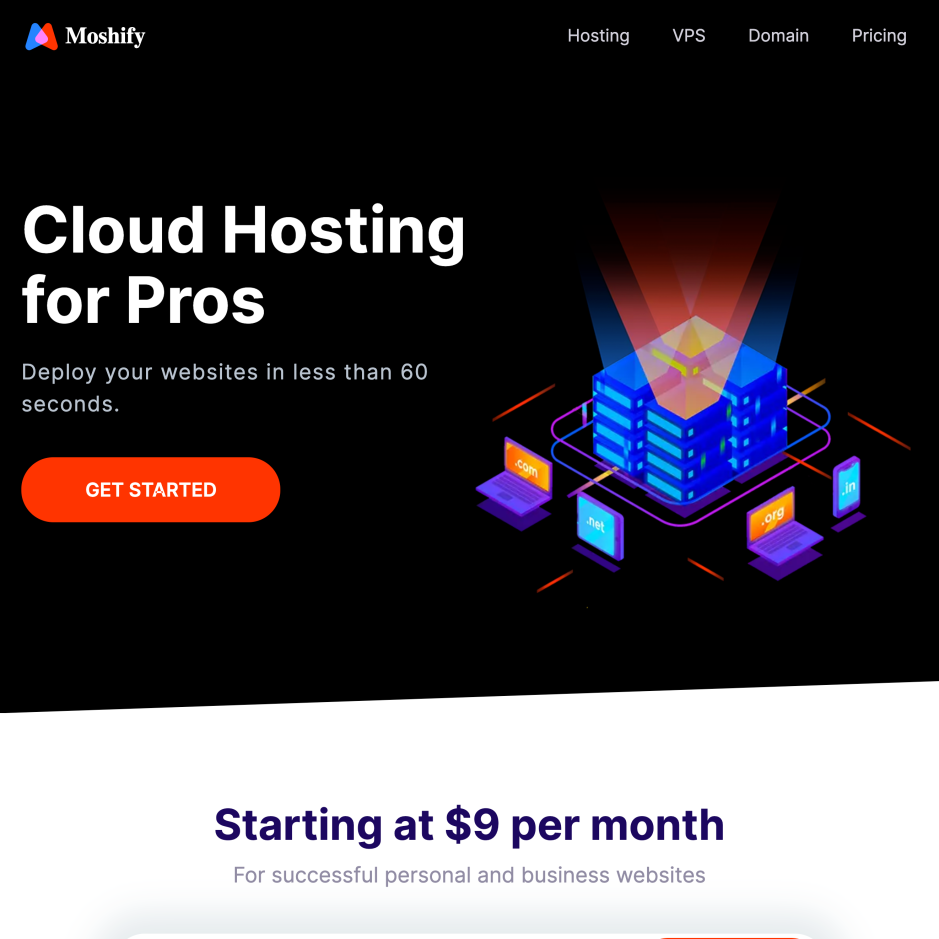 Moshify
Hosting
VPS
Domain
Pricing
Cloud Hosting
for Pros
Deploy your websites in less than 60
seconds.
GET STARTED
.com
.net
.org
.in
Starting at $9 per month
For successful personal and business websites